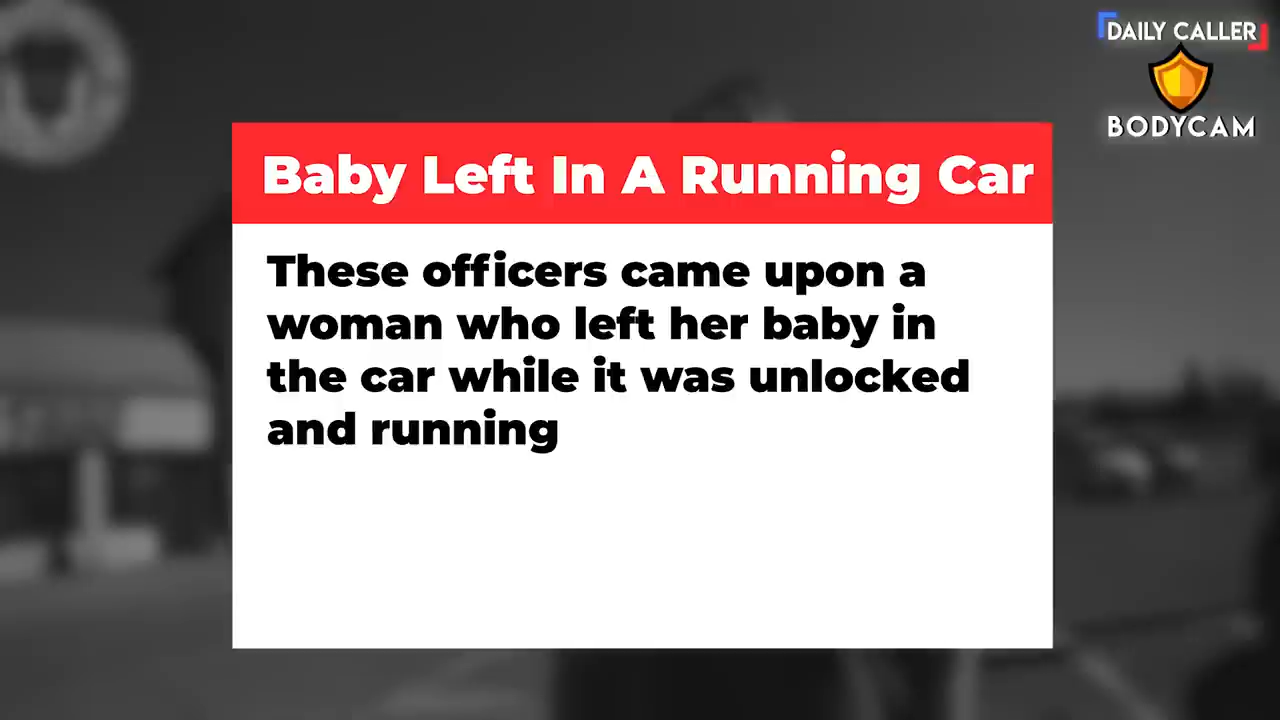 DAILY CALLER
BODYCAM
Baby Left In A Running Car
These officers came upon a
woman who left her baby in
the car while it was unlocked
and running